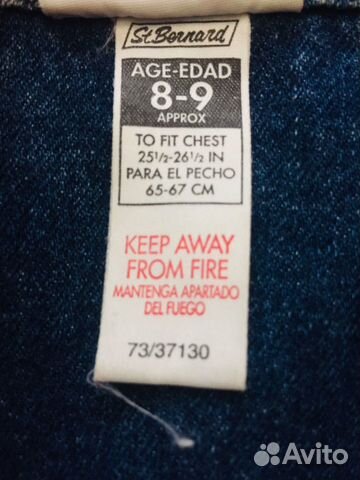 St Bernard
AGE-EDAD
8-9
APPROX
TO FIT CHEST
25½-26½ IN
PARA EL PECHO
65-67 CM
KEEP AWAY
FROM FIRE
MANTENGA APARTADO
DEL FUEGO
73/37130
Avito